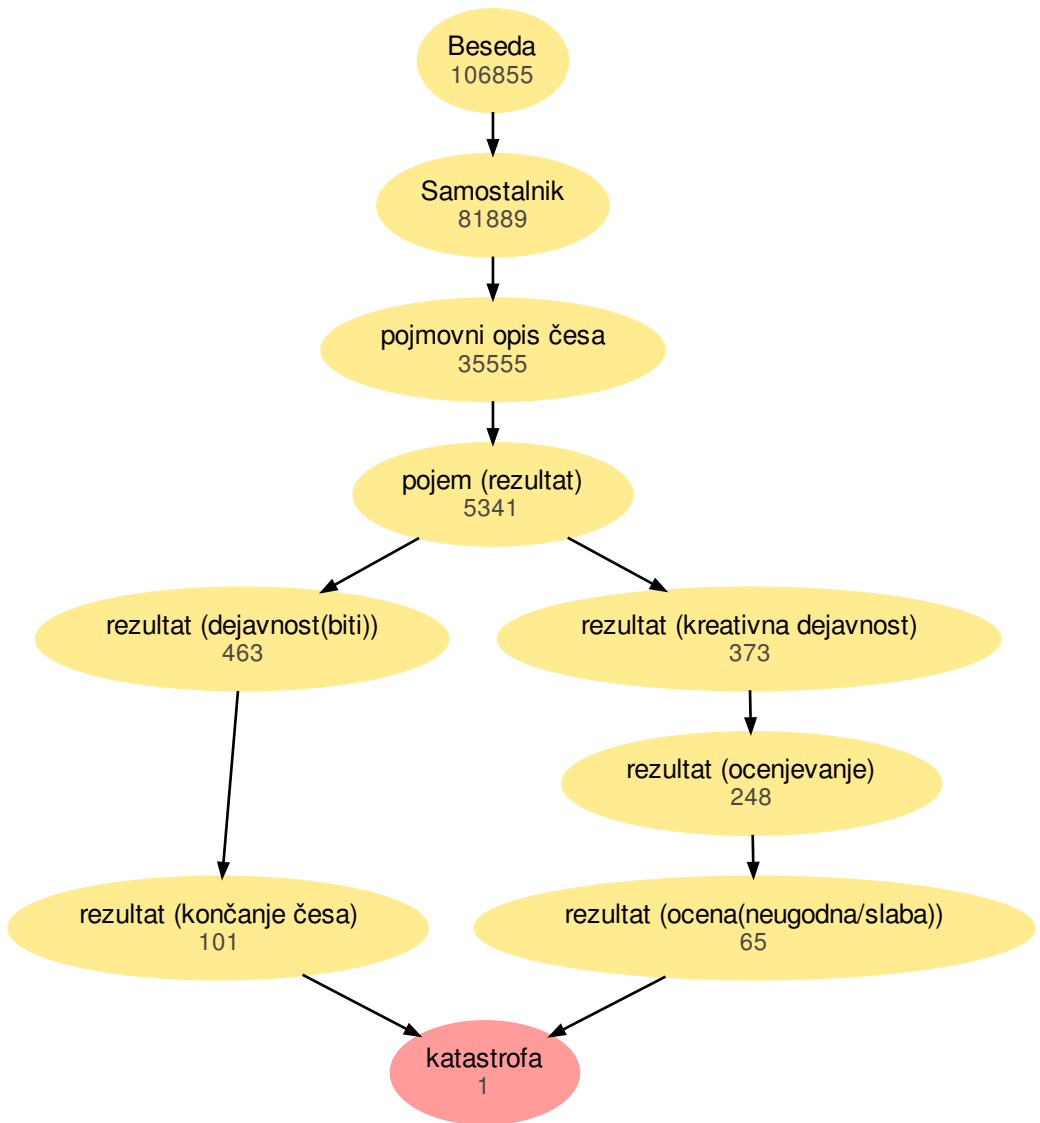 Beseda
106855
Samostalnik
81889
pojmovni opis česa
35555
pojem (rezultat)
5341
rezultat (dejavnost(biti))
463
rezultat (kreativna dejavnost)
373
rezultat (ocenjevanje)
248
rezultat (končanje česa)
101
rezultat (ocena(neugodna/slaba))
65
katastrofa
1